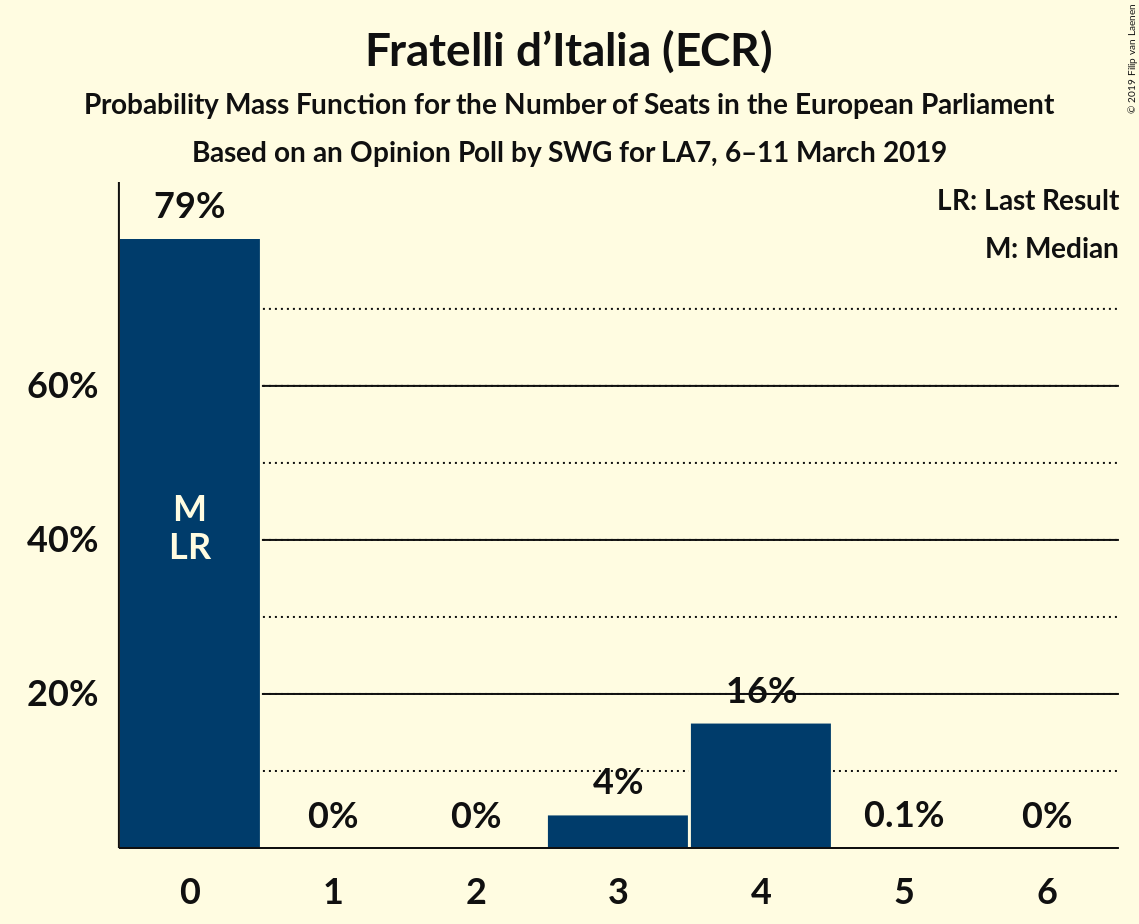 Fratelli d’Italia (ECR)
Probability Mass Function for the Number of Seats in the European Parliament
Based on an Opinion Poll by SWG for LA7, 6–11 March 2019
© 2019 Filip van Laenen
LR: Last Result
M: Median
79%
60%
M
LR
40%
20%
16%
4%
0%
0%
0.1%
0%
0 1 2 3 4 5 6